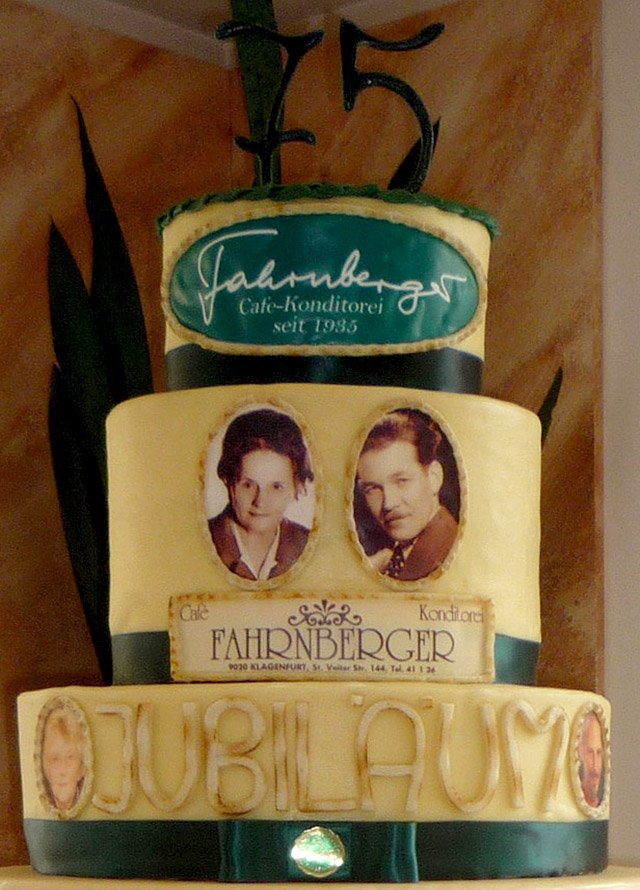 75
Fahrnberger
Cafe-Konditorei
seit 1935
Café Konditorei
FAHRNBERGER
9020 KLAGENFURT, St. Veiter Str. 144, Tel. 41 1 36
JUBILÄUM